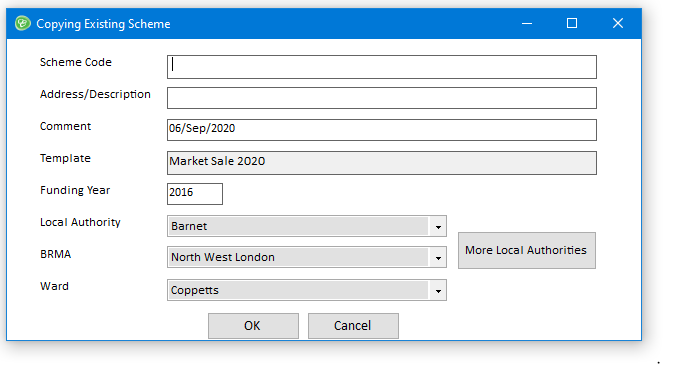 Copying Existing Scheme
Scheme Code
Address/Description
Comment 06/Sep/2020
Template Market Sale 2020
Funding Year 2016
Local Authority Barnet
BRMA North West London More Local Authorities
Ward Coppetts
OK Cancel
.